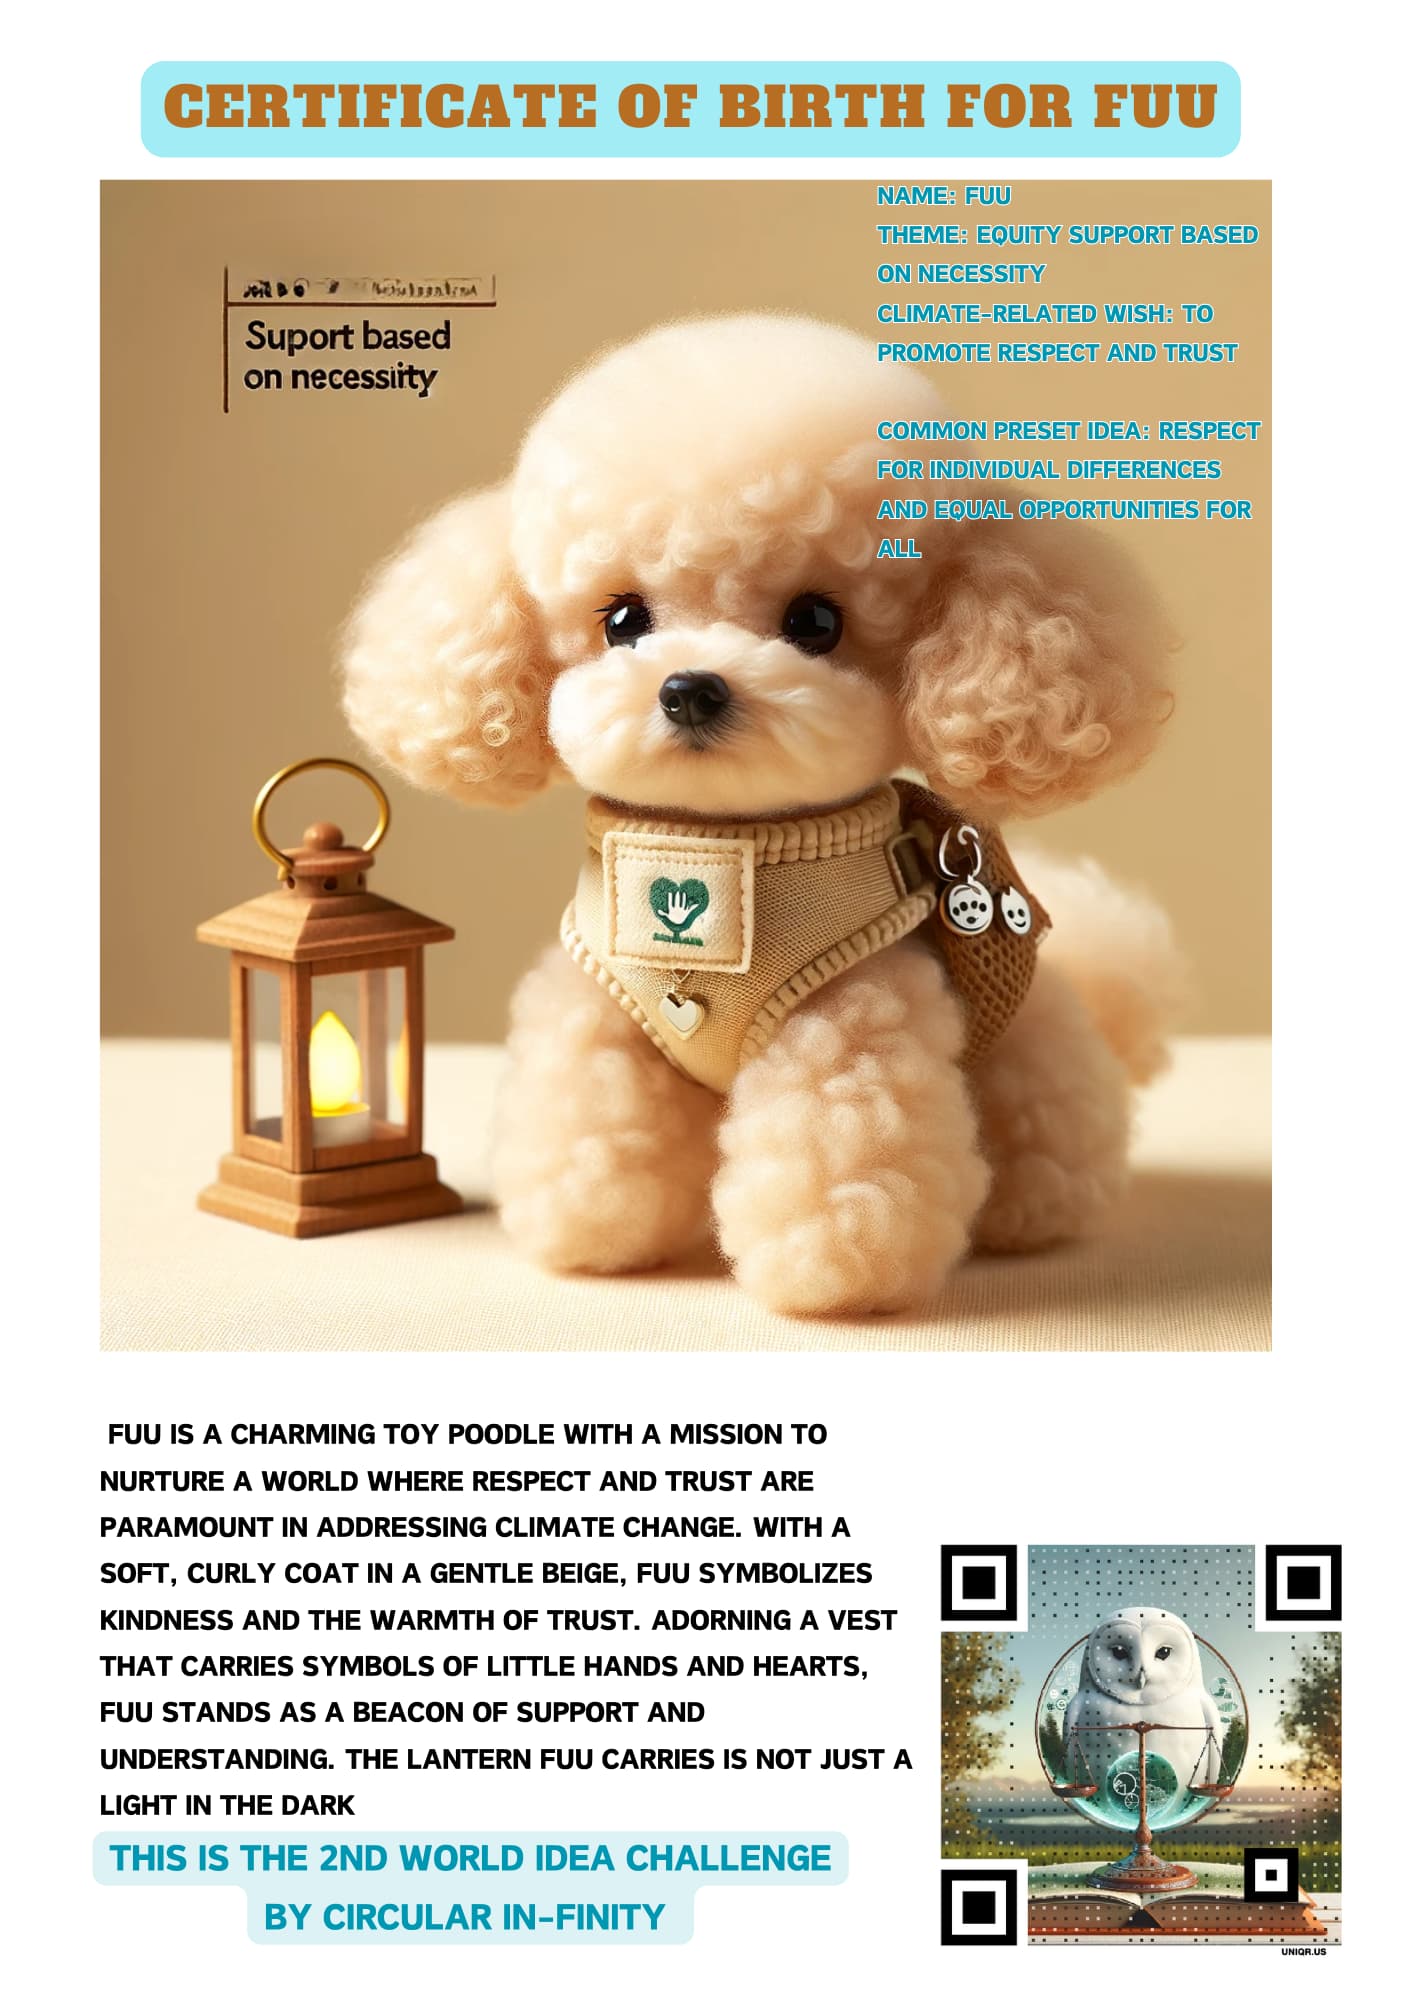 CERTIFICATE OF BIRTH FOR FUU
NAME: FUU
THEME: EQUITY SUPPORT BASED
ON NECESSITY
CLIMATE-RELATED WISH: TO
PROMOTE RESPECT AND TRUST
COMMON PRESET IDEA: RESPECT
FOR INDIVIDUAL DIFFERENCES
AND EQUAL OPPORTUNITIES FOR
ALL
Suport based
on necessiity
FUU IS A CHARMING TOY POODLE WITH A MISSION TO
NURTURE A WORLD WHERE RESPECT AND TRUST ARE
PARAMOUNT IN ADDRESSING CLIMATE CHANGE. WITH A
SOFT, CURLY COAT IN A GENTLE BEIGE, FUU SYMBOLIZES
KINDNESS AND THE WARMTH OF TRUST. ADORNING A VEST
THAT CARRIES SYMBOLS OF LITTLE HANDS AND HEARTS,
FUU STANDS AS A BEACON OF SUPPORT AND
UNDERSTANDING. THE LANTERN FUU CARRIES IS NOT JUST A
LIGHT IN THE DARK
THIS IS THE 2ND WORLD IDEA CHALLENGE
BY CIRCULAR IN-FINITY
UNIQR.US